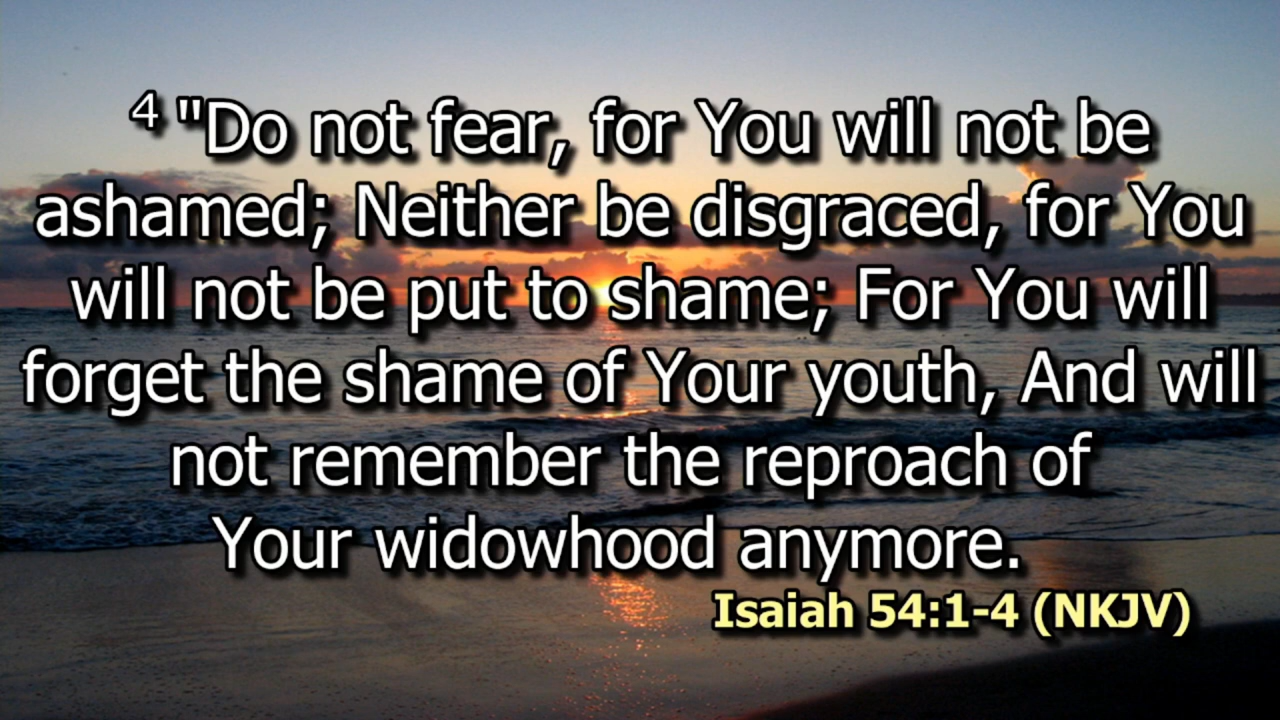 4 "Do not fear, for You will not be
ashamed; Neither be disgraced, for You
will not be put to shame; For You will
forget the shame of Your youth, And will
not remember the reproach of
Your widowhood anymore.
Isaiah 54:1-4 (NKJV)